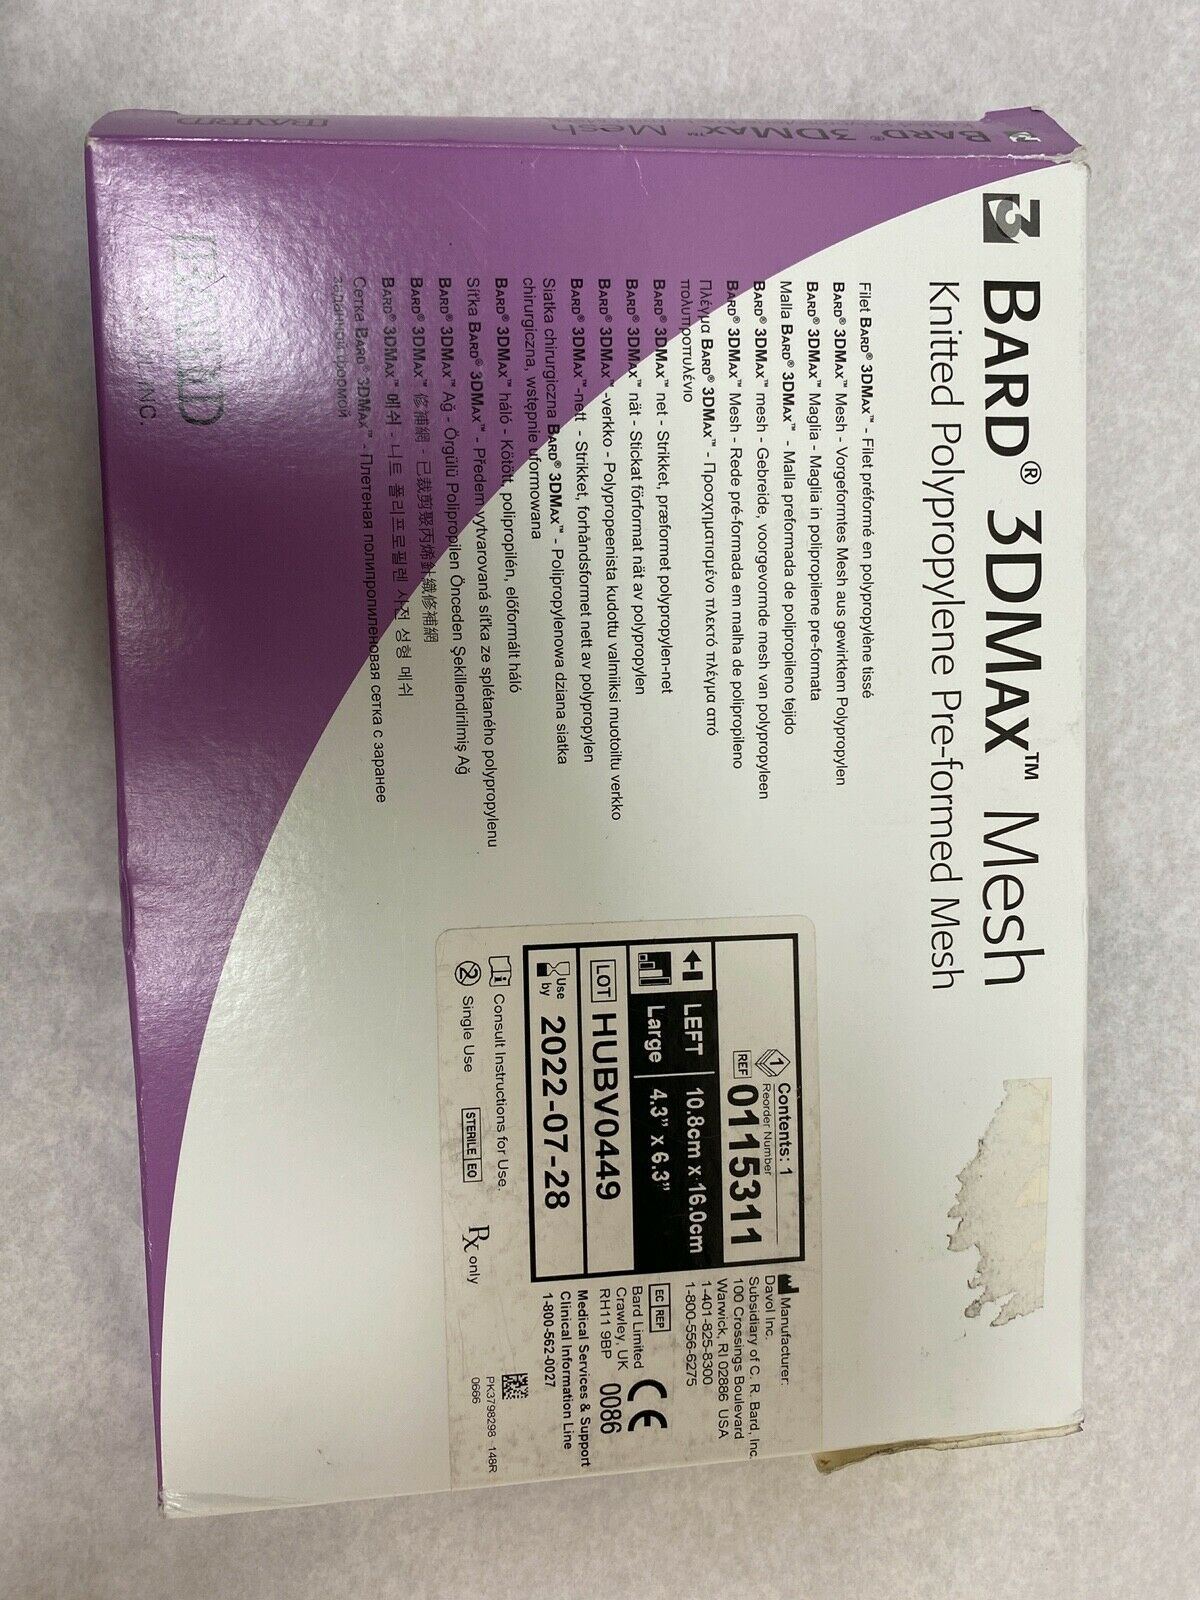 BARD® 3DMAX™ Mesh
BARD
3 BARD® 3DMAX™ Mesh
Knitted Polypropylene Pre-formed Mesh
Filet BARD® 3DMAX™ - Filet préformé en polypropylène tissé
BARD® 3DMAX™ Mesh - Vorgeformtes Mesh aus gewirktem Polypropylen
BARD® 3DMAX™ Maglia - Maglia in polipropilene pre-formata
Malla BARD® 3DMAX™ - Malla preformada de polipropileno tejido
BARD® 3DMAX™ mesh - Gebreide, voorgevormde mesh van polypropyleen
BARD® 3DMAX™ Mesh - Rede pré-formada em malha de polipropileno
Πλέγμα BARD® 3DMAX™ - Προσχηματισμένο πλεκτό πλέγμα από
πολυπροπυλένιο
BARD® 3DMAX™ net - Strikket, præformet polypropylen-net
BARD® 3DMAX™ nät - Stickat förformat nät av polypropylen
BARD® 3DMAX™-verkko - Polypropeenista kudottu valmiiksi muotoiltu verkko
BARD® 3DMAX™-nett - Strikket, forhåndsformet nett av polypropylen
Siatka chirurgiczna BARD® 3DMAX™ - Polipropylenowa dziana siatka
chirurgiczna, wstępnie uformowana
BARD® 3DMAX™ háló - Kötött, polipropilén, előformált háló
Síťka BARD® 3DMAX™ - Předem vytvarovaná síťka ze splétaného polypropylenu
BARD® 3DMAX™ Ağ - Örgülü Polipropilen Önceden Şekillendirilmiş Ağ
BARD® 3DMAX™ 修補網 - 已裁剪聚丙烯針織修補網
BARD® 3DMAX™ 메쉬 - 니트 폴리프로필렌 사전 성형 메쉬
Сетка BARD® 3DMAX™ - Плетеная полипропиленовая сетка с заранее
заданной формой
BARD
INC.
Contents: 1
1 Reorder Number
REF 0115311
LEFT 10.8cm x 16.0cm
Large 4.3” x 6.3”
LOT HUBV0449
Use by 2022-07-28
Consult Instructions for Use.
2 Single Use STERILE EO Rx only
Manufacturer:
Davol Inc.
Subsidiary of C. R. Bard, Inc.
100 Crossings Boulevard
Warwick, RI 02886 USA
1-401-825-8300
1-800-556-6275
EC REP
Bard Limited
Crawley, UK
RH11 9BP
CE
0086
Medical Services & Support
Clinical Information Line
1-800-562-0027
PK3798298 148R
0666